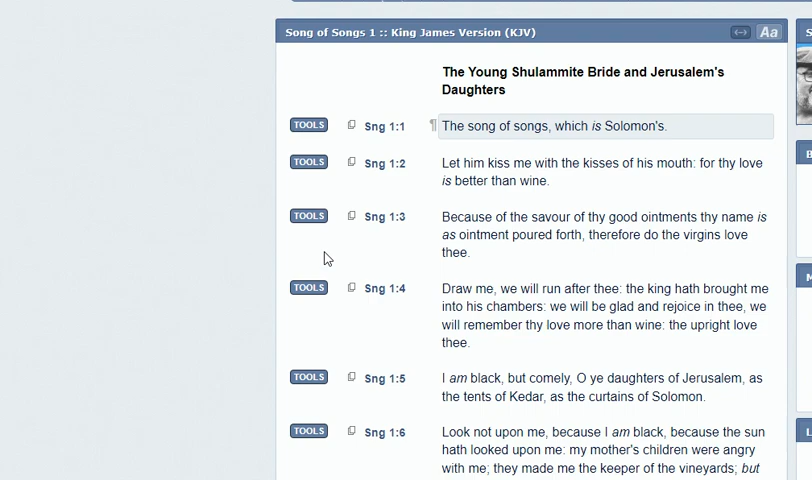 Song of Songs 1 :: King James Version (KJV)
Aa
S
The Young Shulammite Bride and Jerusalem's
Daughters
TOOLS Sng 1:1 ¶ The song of songs, which is Solomon's.
TOOLS Sng 1:2 Let him kiss me with the kisses of his mouth: for thy love
is better than wine.
B
TOOLS Sng 1:3 Because of the savour of thy good ointments thy name is
as ointment poured forth, therefore do the virgins love
thee.
M
TOOLS Sng 1:4 Draw me, we will run after thee: the king hath brought me
into his chambers: we will be glad and rejoice in thee, we
will remember thy love more than wine: the upright love
thee.
TOOLS Sng 1:5 I am black, but comely, O ye daughters of Jerusalem, as
the tents of Kedar, as the curtains of Solomon.
TOOLS Sng 1:6 Look not upon me, because I am black, because the sun
L
hath looked upon me: my mother's children were angry
with me; they made me the keeper of the vineyards; but